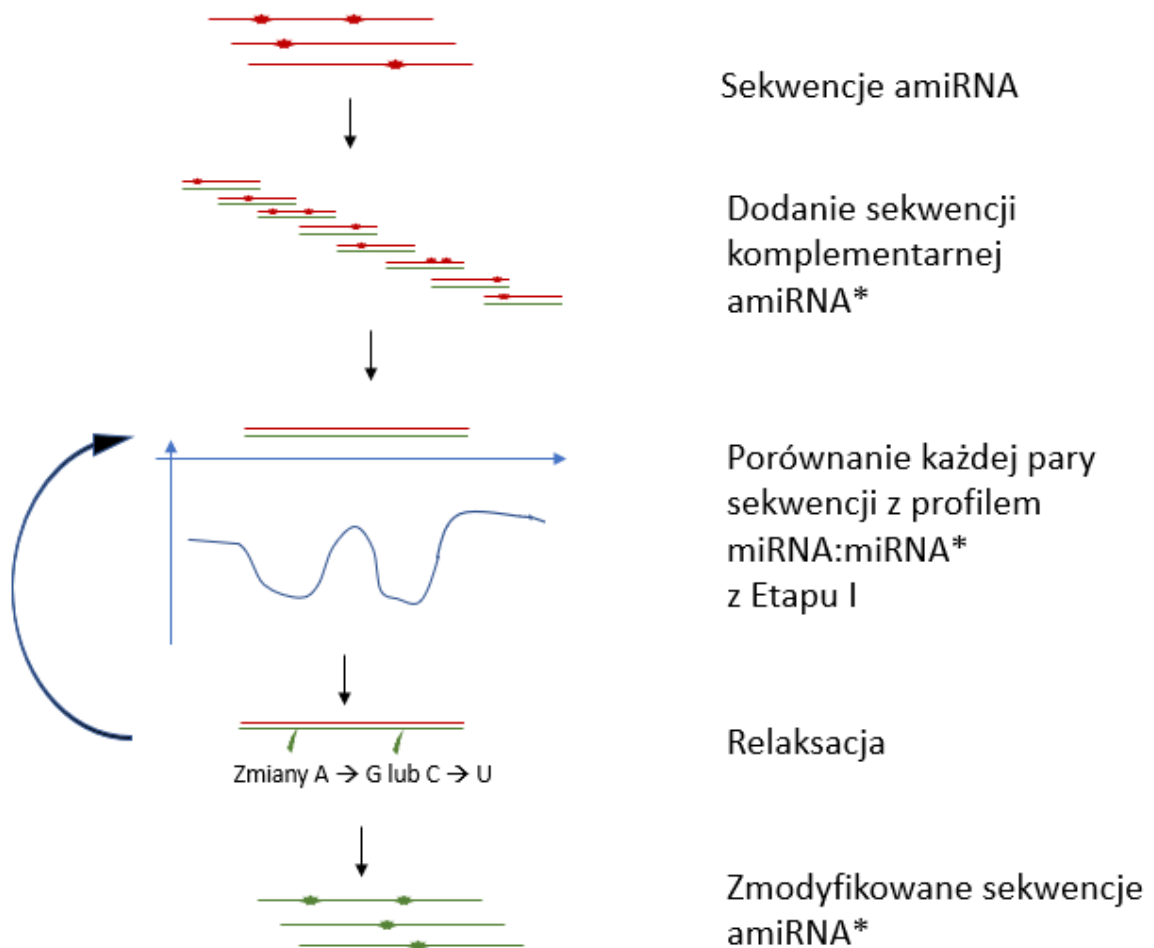 Sekwencje amiRNA
Dodanie sekwencji
komplementarnej
amiRNA*
Porównanie każdej pary
sekwencji z profilem
miRNA:miRNA*
z Etapu I
Relaksacja
Zmiany A → G lub C → U
Zmodyfikowane sekwencje
amiRNA*